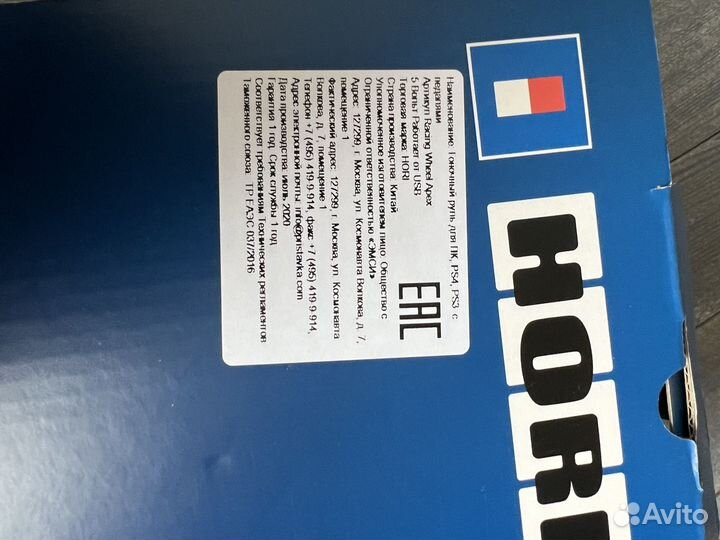 Наименование: Гоночный руль для ПК, PS4, PS3 с
педалями
Артикул Racing Wheel Apex
5 Вольт Работает от USB
Торговая марка: HORI
Страна производства: Китай
Уполномоченное изготовителем лицо: Общество с
Ограниченной ответственностью «ЭМСИ»
Адрес: 127299, г. Москва, ул. Космонавта Волкова, д. 7,
помещение 1
Фактический адрес: 127299, г. Москва, ул. Космонавта
Волкова, д. 7, помещение 1
Телефон +7 (495) 419-9-914, факс +7 (495) 419-9-914,
Адрес электронной почты: info@pristavka.com
Дата производства: июль 2020
Гарантия 1 год. Срок службы 1 год
Соответствует требованиям Технических регламентов
Таможенного союза: ТР ЕАЭС 037/2016
EAC
HORI
Avito